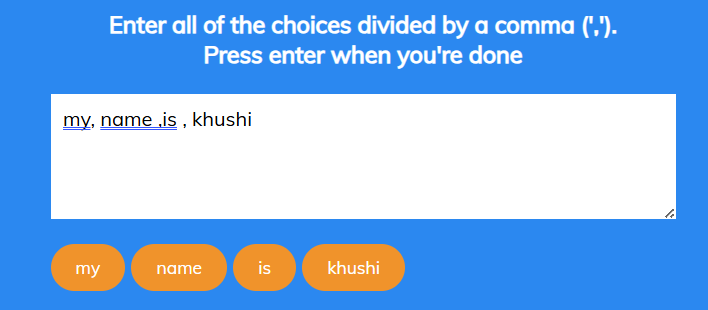 Enter all of the choices divided by a comma (',').
Press enter when you're done
my, name ,is , khushi
my name is khushi